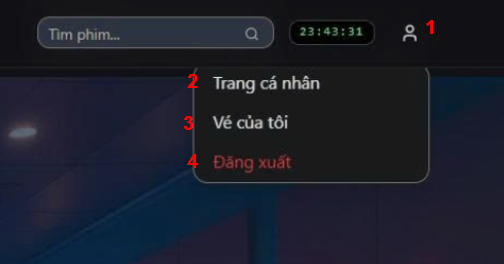 Tìm phim...
23:43:31
1
2 Trang cá nhân
3 Vé của tôi
4 Đăng xuất